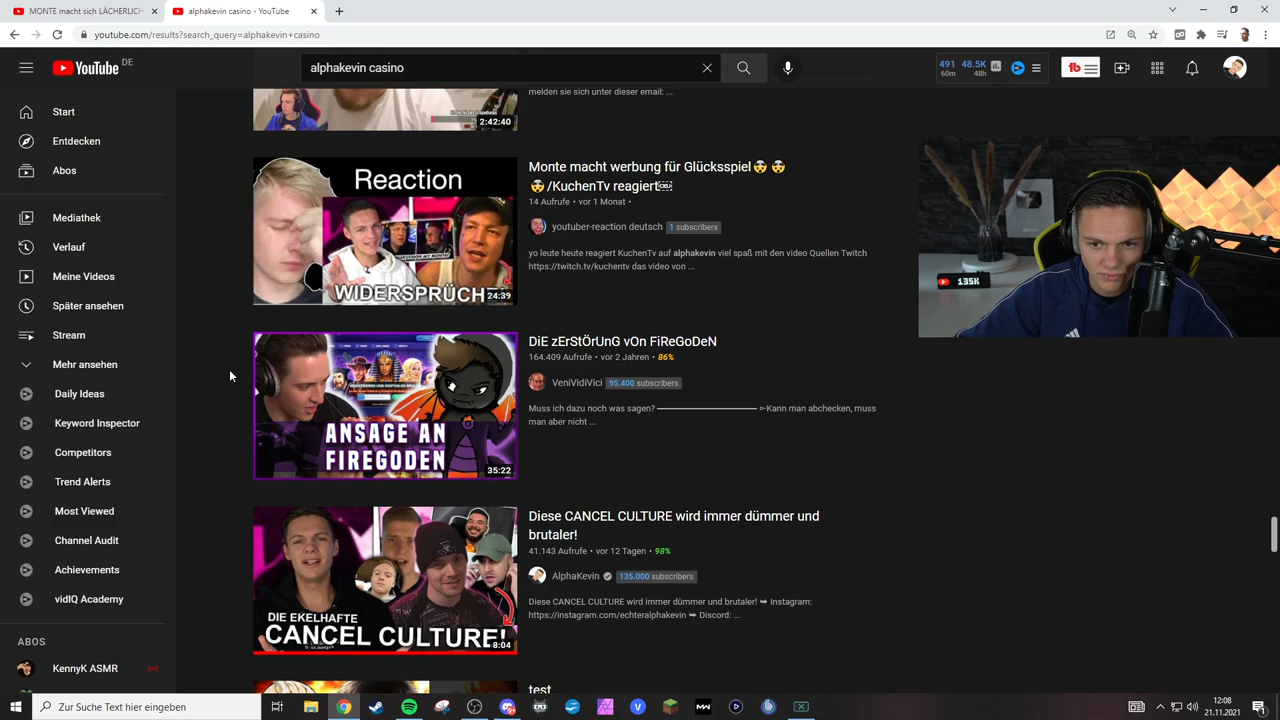 MONTE macht sich LÄCHERLICH
alphakevin casino - YouTube
youtube.com/results?search_query=alphakevin+casino
YouTube DE
alphakevin casino
491 48.5K
60m 48h
Start
Entdecken
Abos
Mediathek
Verlauf
Meine Videos
Später ansehen
Stream
Mehr ansehen
Daily Ideas
Keyword Inspector
Competitors
Trend Alerts
Most Viewed
Channel Audit
Achievements
vidIQ Academy
ABOS
KennyK ASMR
melden sie sich unter dieser email: ...
2:42:40
Reaction
WIDERSPRÜCHE
24:39
Monte macht werbung für Glücksspiel🤯 🤯
🤯/KuchenTv reagiert
14 Aufrufe • vor 1 Monat •
youtuber-reaction deutsch 1 subscribers
yo leute heute reagiert KuchenTv auf alphakevin viel spaß mit den video Quellen Twitch
https://twitch.tv/kuchentv das video von ...
ANSAGE AN
FIREGODEN
35:22
DiE zErStÖrUnG vOn FiReGoDeN
164.409 Aufrufe • vor 2 Jahren • 86%
VeniVidiVici 95.400 subscribers
Muss ich dazu noch was sagen? ——————————— ➳Kann man abchecken, muss
man aber nicht ...
DIE EKELHAFTE
CANCEL CULTURE!
8:04
Diese CANCEL CULTURE wird immer dümmer und
brutaler!
41.143 Aufrufe • vor 12 Tagen • 98%
AlphaKevin 135.000 subscribers
Diese CANCEL CULTURE wird immer dümmer und brutaler! ➥ Instagram:
https://instagram.com/echteralphakevin ➥ Discord: ...
test
135K
Zur Suche Text hier eingeben
12:08
21.11.2021